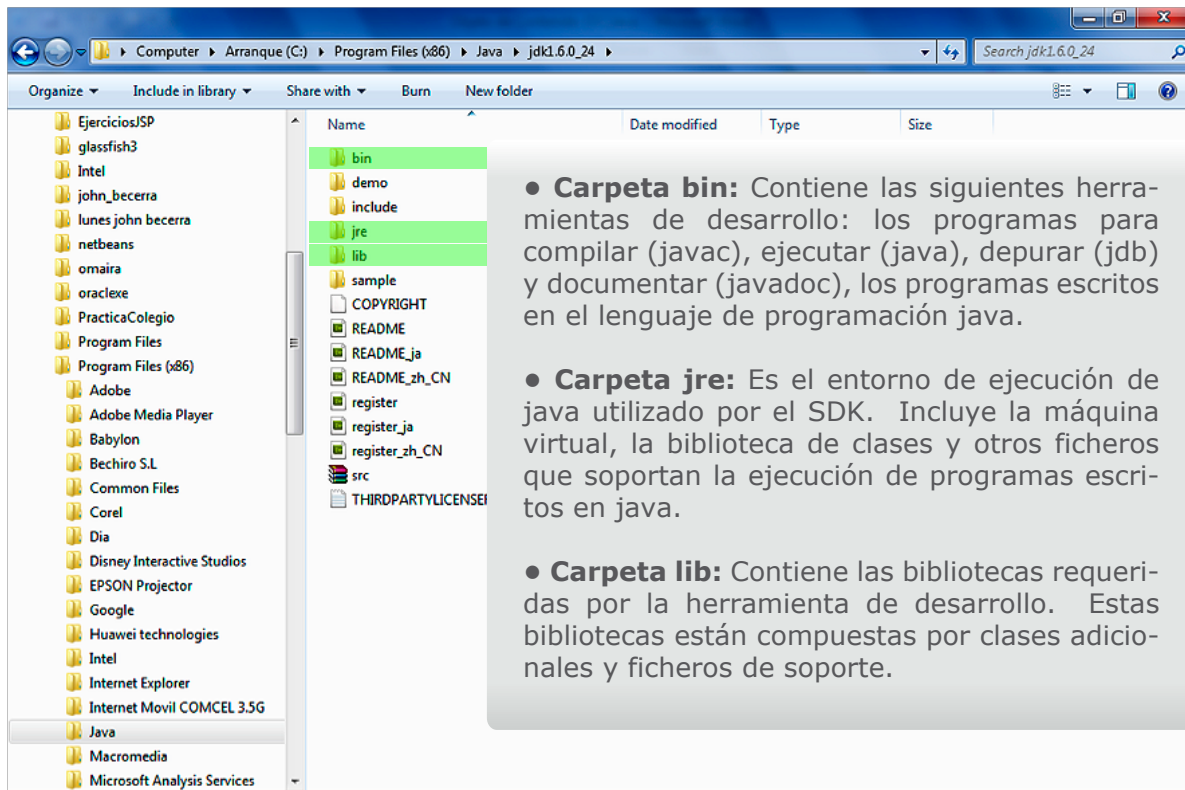 Computer ▸ Arranque (C:) ▸ Program Files (x86) ▸ Java ▸ jdk1.6.0_24 ▸
Search jdk1.6.0_24
Organize Include in library Share with Burn New folder
EjerciciosJSP
glassfish3
Intel
john_becerra
lunes john becerra
netbeans
omaira
oraclexe
PracticaColegio
Program Files
Program Files (x86)
Adobe
Adobe Media Player
Babylon
Bechiro S.L
Common Files
Corel
Dia
Disney Interactive Studios
EPSON Projector
Google
Huawei technologies
Intel
Internet Explorer
Internet Movil COMCEL 3.5G
Java
Macromedia
Microsoft Analysis Services
Name Date modified Type Size
bin
demo
include
jre
lib
sample
COPYRIGHT
README
README_ja
README_zh_CN
register
register_ja
register_zh_CN
src
THIRDPARTYLICENSER
• Carpeta bin: Contiene las siguientes herra-
mientas de desarrollo: los programas para
compilar (javac), ejecutar (java), depurar (jdb)
y documentar (javadoc), los programas escritos
en el lenguaje de programación java.
• Carpeta jre: Es el entorno de ejecución de
java utilizado por el SDK. Incluye la máquina
virtual, la biblioteca de clases y otros ficheros
que soportan la ejecución de programas escri-
tos en java.
• Carpeta lib: Contiene las bibliotecas requeri-
das por la herramienta de desarrollo. Estas
bibliotecas están compuestas por clases adicio-
nales y ficheros de soporte.